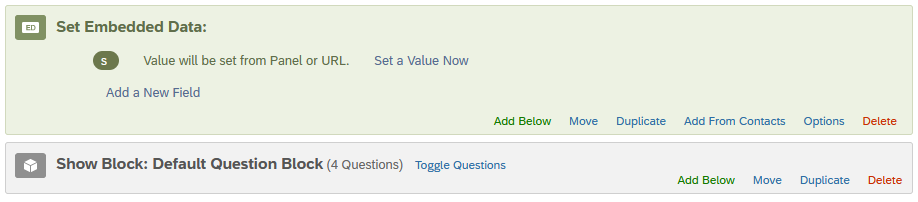 ED Set Embedded Data:
s Value will be set from Panel or URL. Set a Value Now
Add a New Field
Add Below Move Duplicate Add From Contacts Options Delete
Show Block: Default Question Block (4 Questions) Toggle Questions
Add Below Move Duplicate Delete